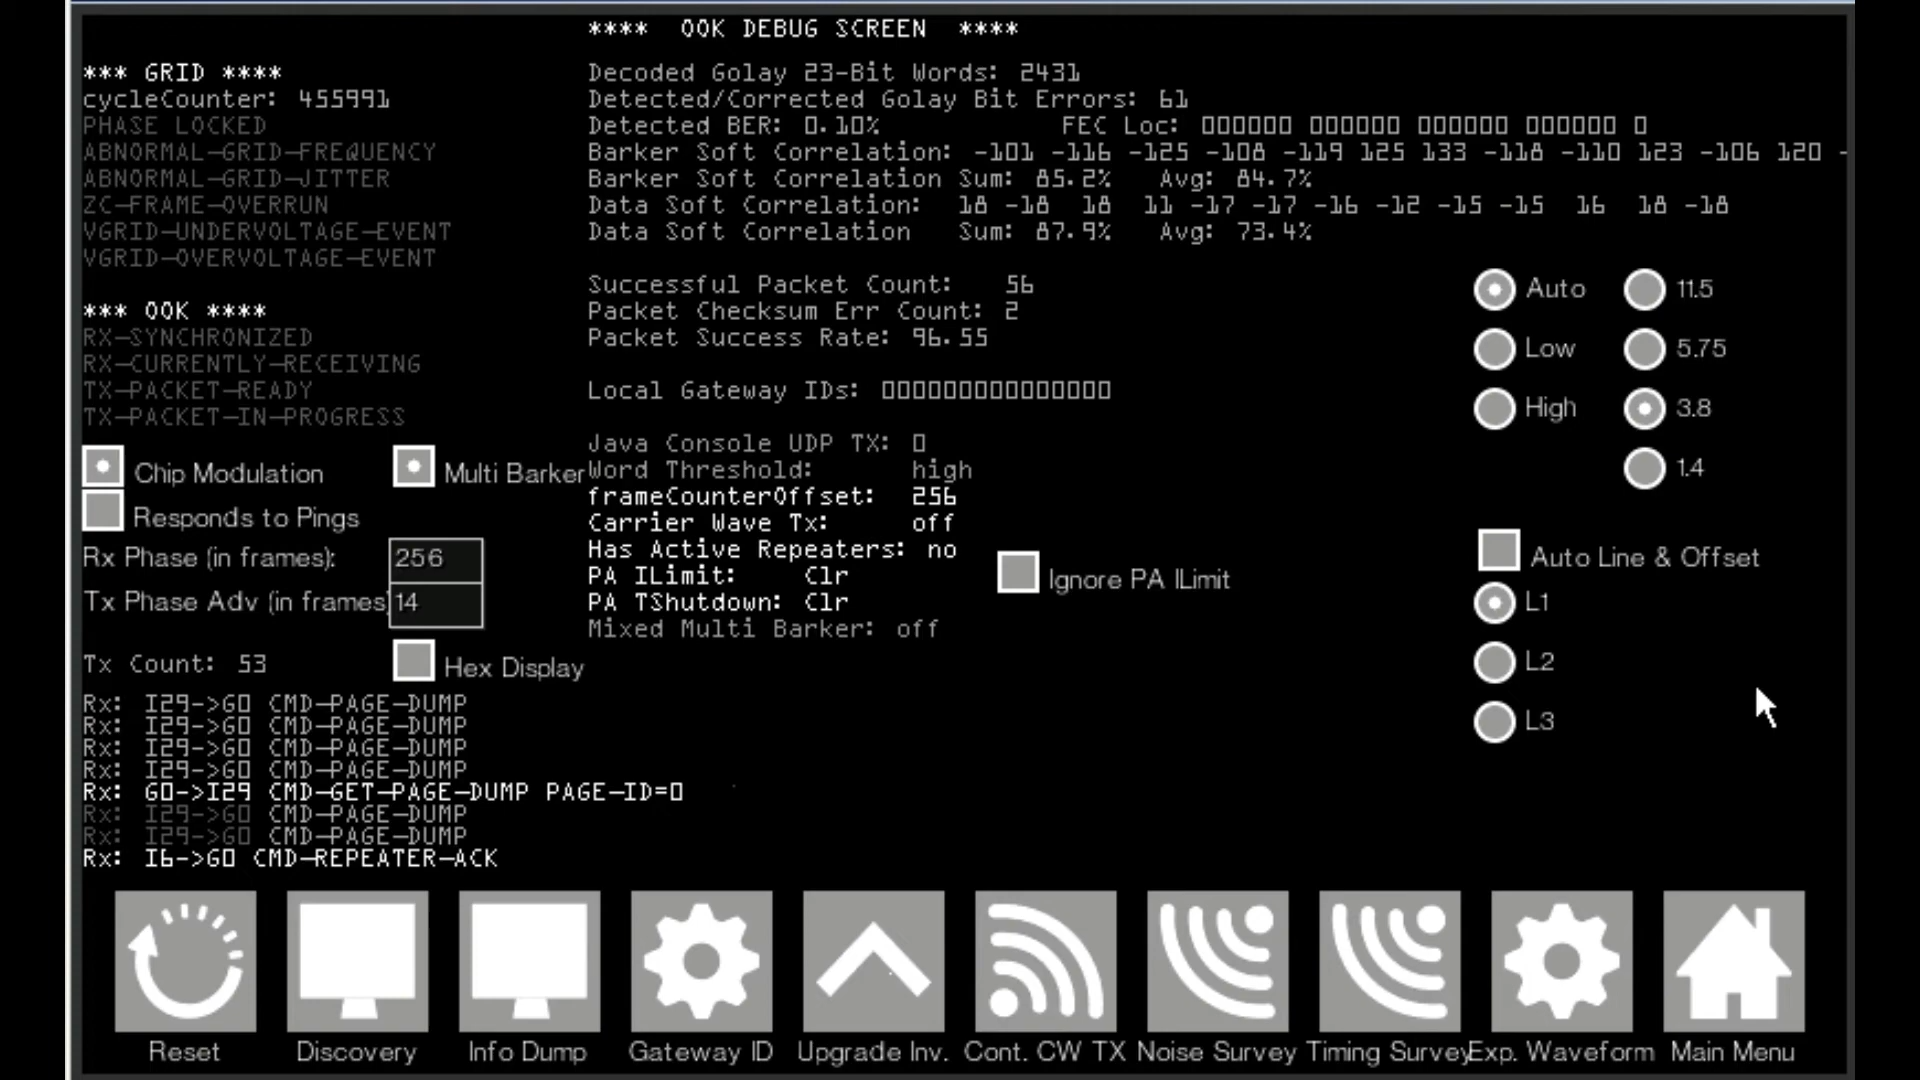 **** OOK DEBUG SCREEN ****
*** GRID ****
cycleCounter: 455991
PHASE LOCKED
ABNORMAL-GRID-FREQUENCY
ABNORMAL-GRID-JITTER
ZC-FRAME-OVERRUN
VGRID-UNDERVOLTAGE-EVENT
VGRID-OVERVOLTAGE-EVENT
*** OOK ****
RX-SYNCHRONIZED
RX-CURRENTLY-RECEIVING
TX-PACKET-READY
TX-PACKET-IN-PROGRESS
Chip Modulation
Multi Barker
Responds to Pings
Rx Phase (in frames): 256
Tx Phase Adv (in frames 14
Tx Count: 53
Hex Display
Decoded Golay 23-Bit Words: 2431
Detected/Corrected Golay Bit Errors: 61
Detected BER: 0.10% FEC Loc: 000000 000000 000000 000000 0
Barker Soft Correlation: -101 -116 -125 -108 -119 125 133 -118 -110 123 -106 120 -
Barker Soft Correlation Sum: 85.2% Avg: 84.7%
Data Soft Correlation: 18 -18 18 11 -17 -17 -16 -12 -15 -15 16 18 -18
Data Soft Correlation Sum: 87.9% Avg: 73.4%
Successful Packet Count: 56
Packet Checksum Err Count: 2
Packet Success Rate: 96.55
Local Gateway IDs: 000000000000000
Java Console UDP TX: 0
Word Threshold: high
frameCounterOffset: 256
Carrier Wave Tx: off
Has Active Repeaters: no
PA ILimit: Clr
PA TShutdown: Clr
Mixed Multi Barker: off
Ignore PA ILimit
Auto
11.5
Low
5.75
High
3.8
1.4
Auto Line & Offset
L1
L2
L3
Rx: I29->G0 CMD-PAGE-DUMP
Rx: I29->G0 CMD-PAGE-DUMP
Rx: I29->G0 CMD-PAGE-DUMP
Rx: I29->G0 CMD-PAGE-DUMP
Rx: G0->I29 CMD-GET-PAGE-DUMP PAGE-ID=0
Rx: I29->G0 CMD-PAGE-DUMP
Rx: I29->G0 CMD-PAGE-DUMP
Rx: I6->G0 CMD-REPEATER-ACK
Reset
Discovery
Info Dump
Gateway ID
Upgrade Inv.
Cont. CW TX
Noise Survey
Timing Survey
Exp. Waveform
Main Menu